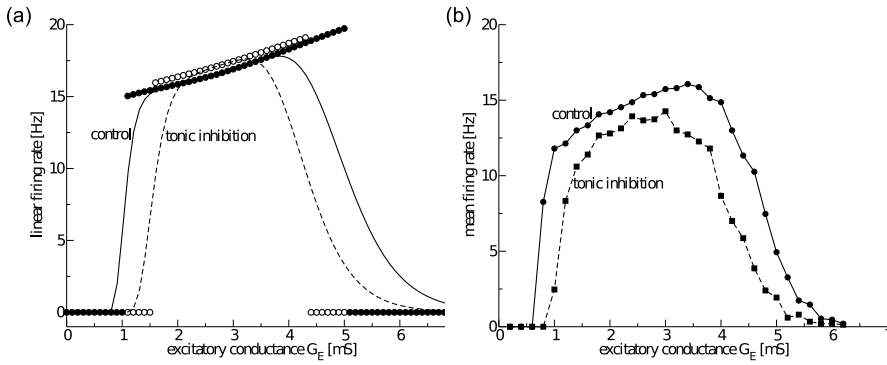 (a)
linear firing rate [Hz]
20
15
10
5
0
control
tonic inhibition
0 1 2 3 4 5 6
excitatory conductance G_E [mS]
(b)
mean firing rate [Hz]
20
15
10
5
0
control
tonic inhibition
0 1 2 3 4 5 6 7
excitatory conductance G_E [mS]